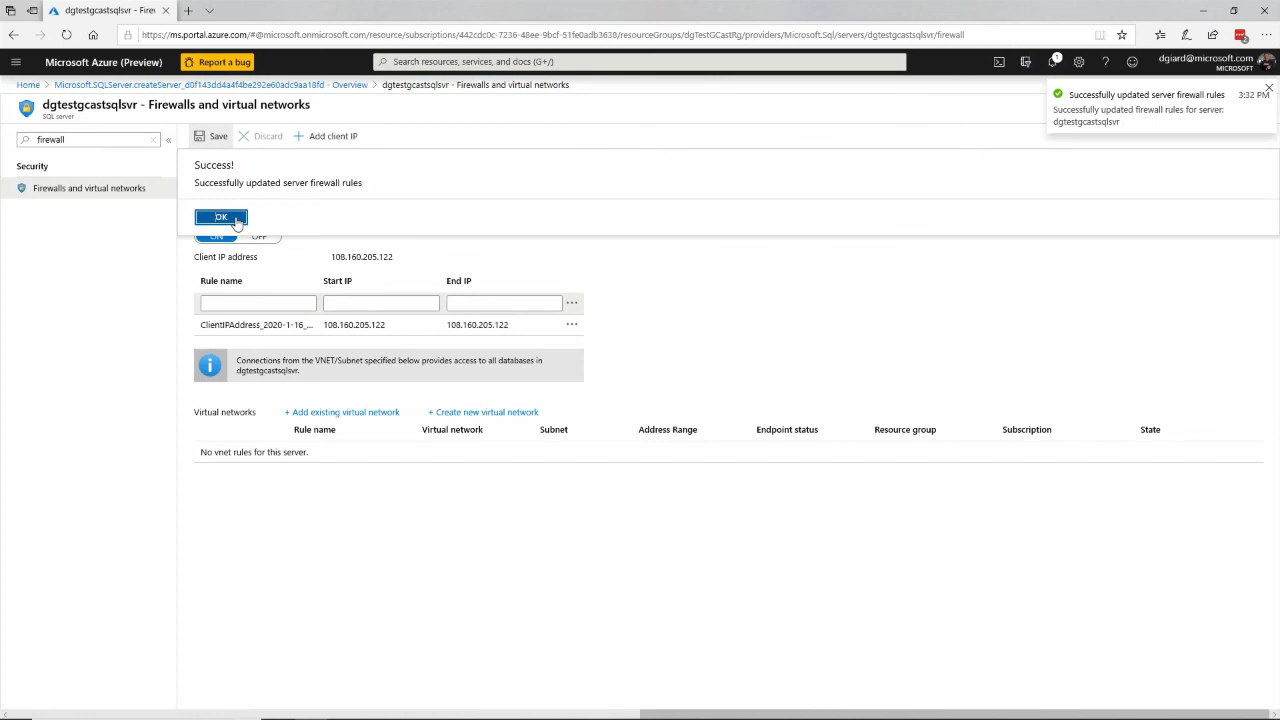 dgtestgcastsqlsvr - Fire
https://ms.portal.azure.com/#@microsoft.onmicrosoft.com/resource/subscriptions/442cdc0c-7236-48ee-9bcf-51fe0adb3638/resourceGroups/dgTestGCastRg/providers/Microsoft.Sql/servers/dgtestgcastsqlsvr/firewall
Microsoft Azure (Preview)
Report a bug
Search resources, services, and docs (G+/)
1
dgiard@microsoft.com
MICROSOFT
Home > Microsoft.SQLServer.createServer_d0f143dd4a4f4be292e60adc9aa18fd - Overview > dgtestgcastsqlsvr - Firewalls and virtual networks
dgtestgcastsqlsvr - Firewalls and virtual networks
SQL server
Successfully updated server firewall rules 3:32 PM
Successfully updated firewall rules for server:
dgtestgcastsqlsvr
firewall
Security
Firewalls and virtual networks
Save Discard + Add client IP
Success!
Successfully updated server firewall rules
OK
ON OFF
Client IP address 108.160.205.122
Rule name Start IP End IP
ClientIPAddress_2020-1-16_... 108.160.205.122 108.160.205.122 ...
Connections from the VNET/Subnet specified below provides access to all databases in
dgtestgcastsqlsvr.
Virtual networks + Add existing virtual network + Create new virtual network
Rule name Virtual network Subnet Address Range Endpoint status Resource group Subscription State
No vnet rules for this server.